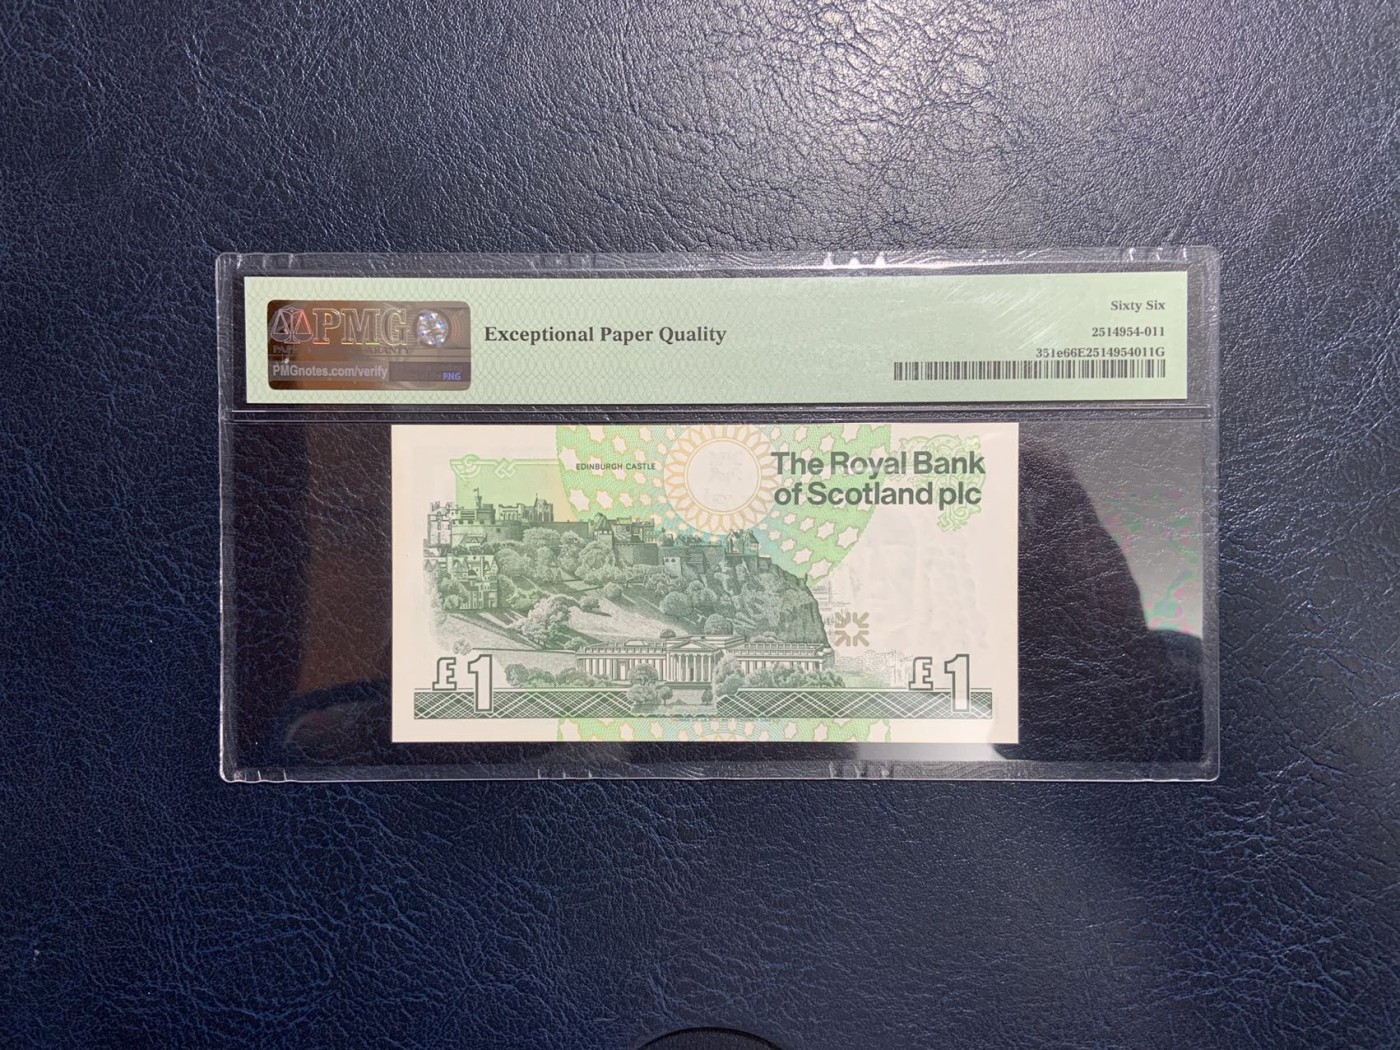 PMG
PMGnotes.com/verify
PNG
Exceptional Paper Quality
Sixty Six
2514954-011
351e66E2514954011G
EDINBURGH CASTLE
The Royal Bank
of Scotland plc
£1
£1